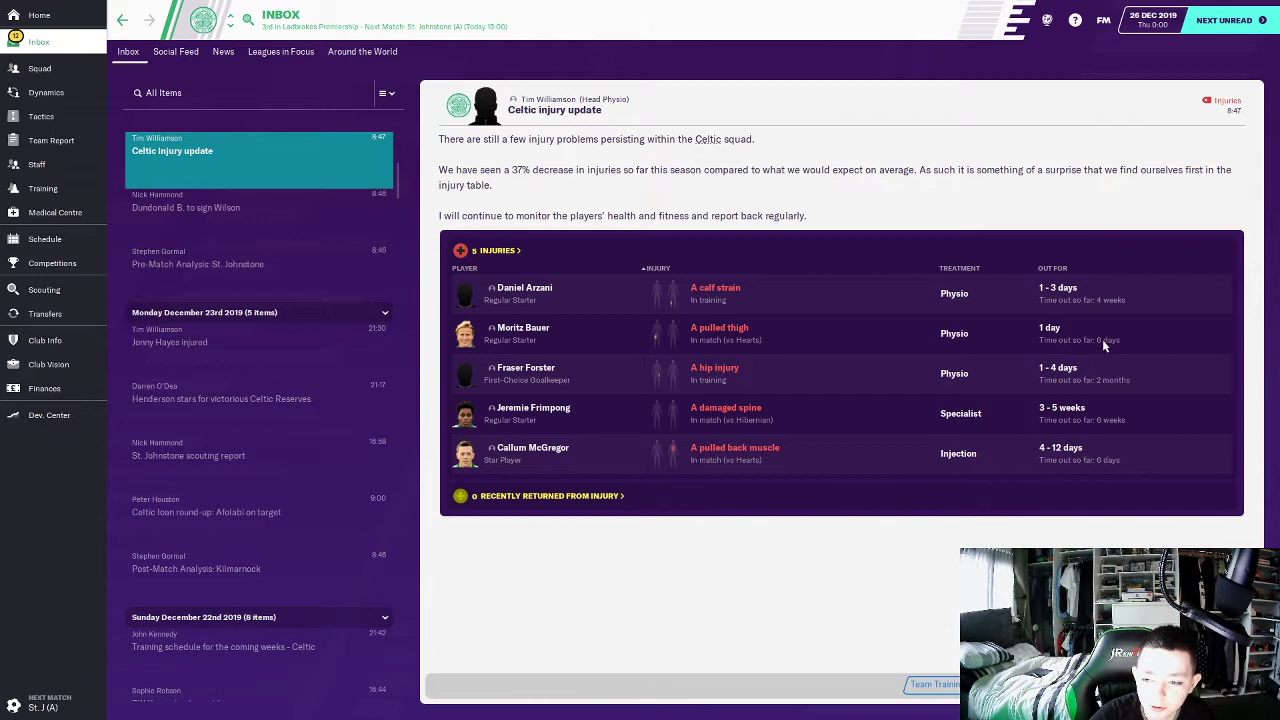 INBOX
3rd in Ladbrokes Premiership - Next Match: St. Johnstone (A) (Today 15:00)
FM
26 DEC 2019
Thu 0:00
NEXT UNREAD
12
Inbox
Squad
Dynamics
Tactics
Team Report
Staff
Training
Medical Centre
Schedule
Competitions
Scouting
Transfers
Club Info
Club Vision
Finances
Dev. Center
NEXT MATCH
St. J (A)
Inbox Social Feed News Leagues in Focus Around the World
All Items
Tim Williamson 8:47
Celtic injury update
Nick Hammond 8:46
Dundonald B. to sign Wilson
Stephen Gormal 8:46
Pre-Match Analysis: St. Johnstone
Monday December 23rd 2019 (5 items)
Tim Williamson 21:30
Jonny Hayes injured
Darren O'Dea 21:17
Henderson stars for victorious Celtic Reserves
Nick Hammond 16:58
St. Johnstone scouting report
Peter Houston 9:00
Celtic loan round-up: Afolabi on target
Stephen Gormal 8:46
Post-Match Analysis: Kilmarnock
Sunday December 22nd 2019 (8 items)
John Kennedy 21:42
Training schedule for the coming weeks - Celtic
Sophie Robson 16:44
Tim Williamson (Head Physio)
Celtic injury update
Injuries
8:47
There are still a few injury problems persisting within the Celtic squad.
We have seen a 37% decrease in injuries so far this season compared to what we would expect on average. As such it is something of a surprise that we find ourselves first in the
injury table.
I will continue to monitor the players' health and fitness and report back regularly.
5 INJURIES
PLAYER INJURY TREATMENT OUT FOR
Daniel Arzani A calf strain Physio 1 - 3 days
Regular Starter In training Time out so far: 4 weeks
Moritz Bauer A pulled thigh Physio 1 day
Regular Starter In match (vs Hearts) Time out so far: 6 days
Fraser Forster A hip injury Physio 1 - 4 days
First-Choice Goalkeeper In training Time out so far: 2 months
Jeremie Frimpong A damaged spine Specialist 3 - 5 weeks
Regular Starter In match (vs Hibernian) Time out so far: 6 weeks
Callum McGregor A pulled back muscle Injection 4 - 12 days
Star Player In match (vs Hearts) Time out so far: 6 days
0 RECENTLY RETURNED FROM INJURY
Team Trainin